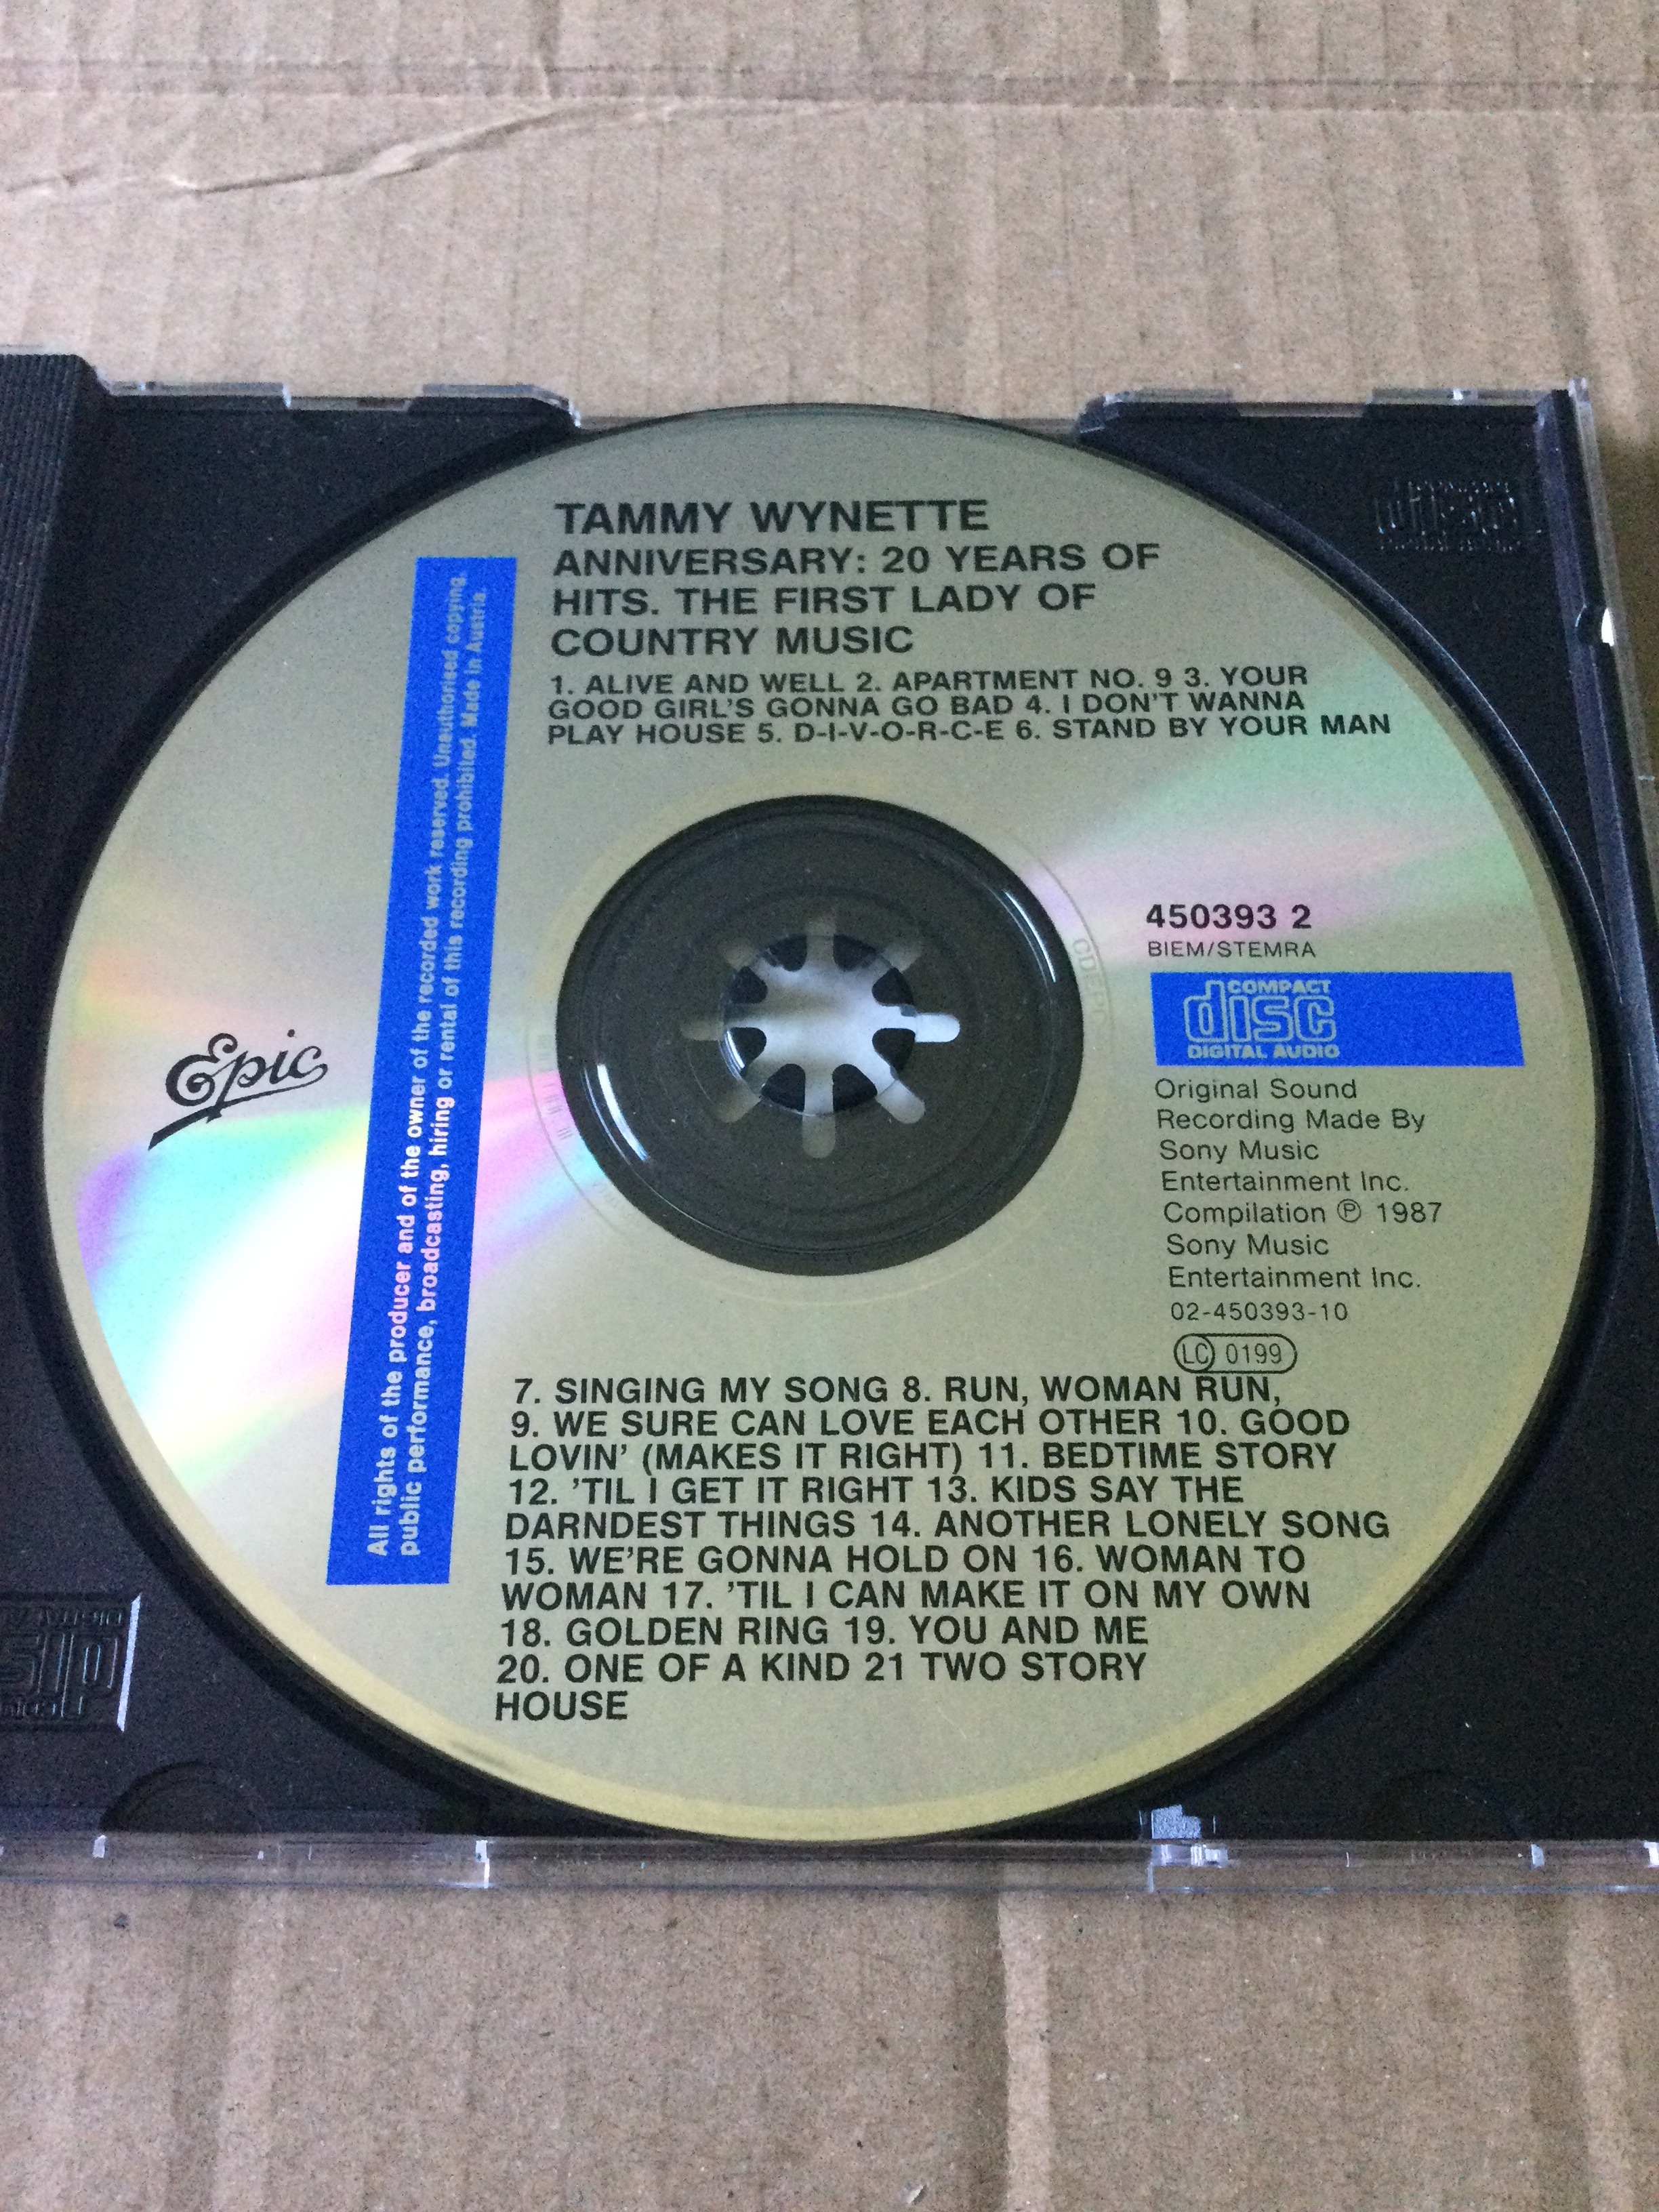 TAMMY WYNETTE
ANNIVERSARY: 20 YEARS OF
HITS. THE FIRST LADY OF
COUNTRY MUSIC
1. ALIVE AND WELL 2. APARTMENT NO. 9 3. YOUR
GOOD GIRL'S GONNA GO BAD 4. I DON'T WANNA
PLAY HOUSE 5. D-I-V-O-R-C-E 6. STAND BY YOUR MAN
All rights of the producer and of the owner of the recorded work reserved. Unauthorised copying,
public performance, broadcasting, hiring or rental of this recording prohibited. Made in Austria.
Epic
450393 2
BIEM/STEMRA
COMPACT
disc
DIGITAL AUDIO
Original Sound
Recording Made By
Sony Music
Entertainment Inc.
Compilation ℗ 1987
Sony Music
Entertainment Inc.
02-450393-10
LC 0199
7. SINGING MY SONG 8. RUN, WOMAN RUN,
9. WE SURE CAN LOVE EACH OTHER 10. GOOD
LOVIN' (MAKES IT RIGHT) 11. BEDTIME STORY
12. 'TIL I GET IT RIGHT 13. KIDS SAY THE
DARNDEST THINGS 14. ANOTHER LONELY SONG
15. WE'RE GONNA HOLD ON 16. WOMAN TO
WOMAN 17. 'TIL I CAN MAKE IT ON MY OWN
18. GOLDEN RING 19. YOU AND ME
20. ONE OF A KIND 21 TWO STORY
HOUSE
disc